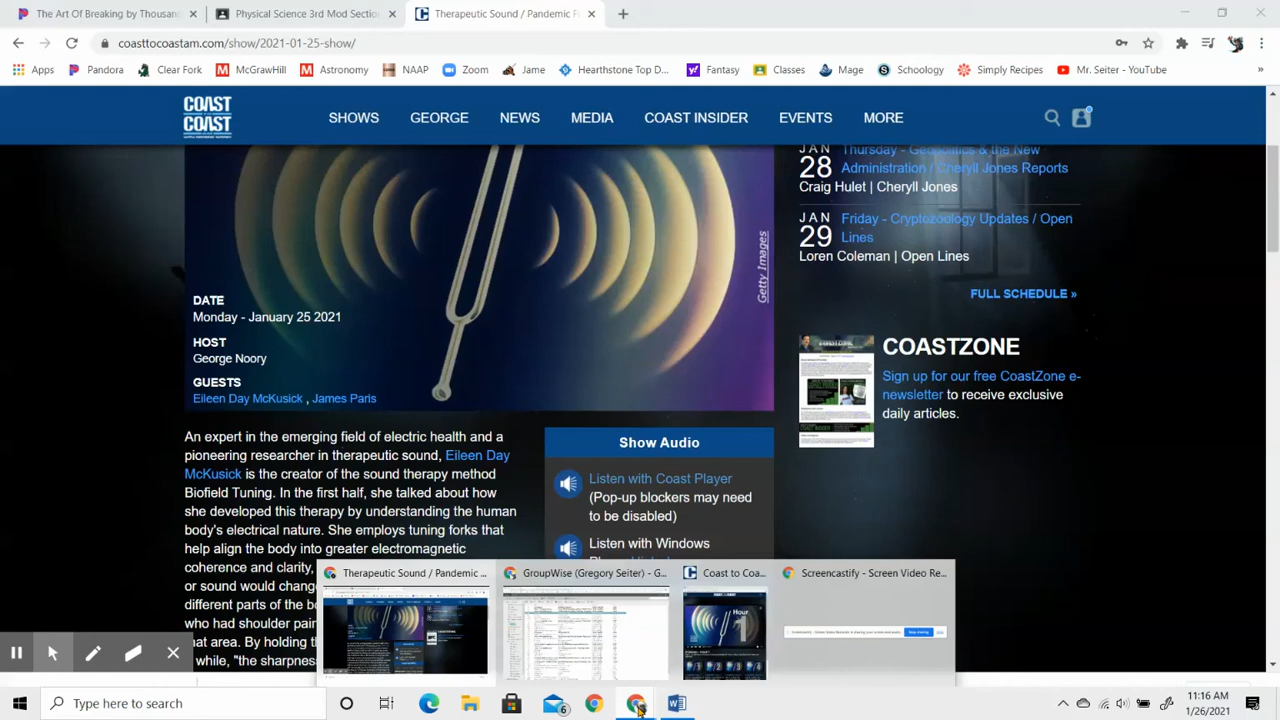 The Art Of Breaking by Thousand
Physical Science 3rd Mod Section
Therapeutic Sound / Pandemic F
coasttocoastam.com/show/2021-01-25-show/
Apps Pandora Clear Fork McGrawHill Astronomy NAAP Zoom Jame Hearthstone Top D... Fantasy Classes Mage Schoology Simply Recipes Mr. Seiter - YouTube »
COAST TO COAST
SHOWS GEORGE NEWS MEDIA COAST INSIDER EVENTS MORE
JAN 28
Thursday - Geopolitics & the New
Administration / Cheryll Jones Reports
Craig Hulet | Cheryll Jones
JAN 29
Friday - Cryptozoology Updates / Open
Lines
Loren Coleman | Open Lines
FULL SCHEDULE »
Getty Images
DATE
Monday - January 25 2021
HOST
George Noory
GUESTS
Eileen Day McKusick , James Paris
COASTZONE
Sign up for our free CoastZone e-
newsletter to receive exclusive
daily articles.
An expert in the emerging field of electric health and a
pioneering researcher in therapeutic sound, Eileen Day
McKusick is the creator of the sound therapy method
Biofield Tuning. In the first half, she talked about how
she developed this therapy by understanding the human
body's electrical nature. She employs tuning forks that
help align the body into greater electromagnetic
coherence and clarity,
or sound would chang
different part
who had shoulder
at area. By
while, it
Show Audio
Listen with Coast Player
(Pop-up blockers may need
to be disabled)
Listen with Windows
Therapeutic Sound / Pandemic ...
GroupWise (Gregory Seiter) - G...
Coast to Coa...
Screencastify - Screen Video Re...
Hour
Stop sharing
Type here to search
6
11:16 AM
1/26/2021